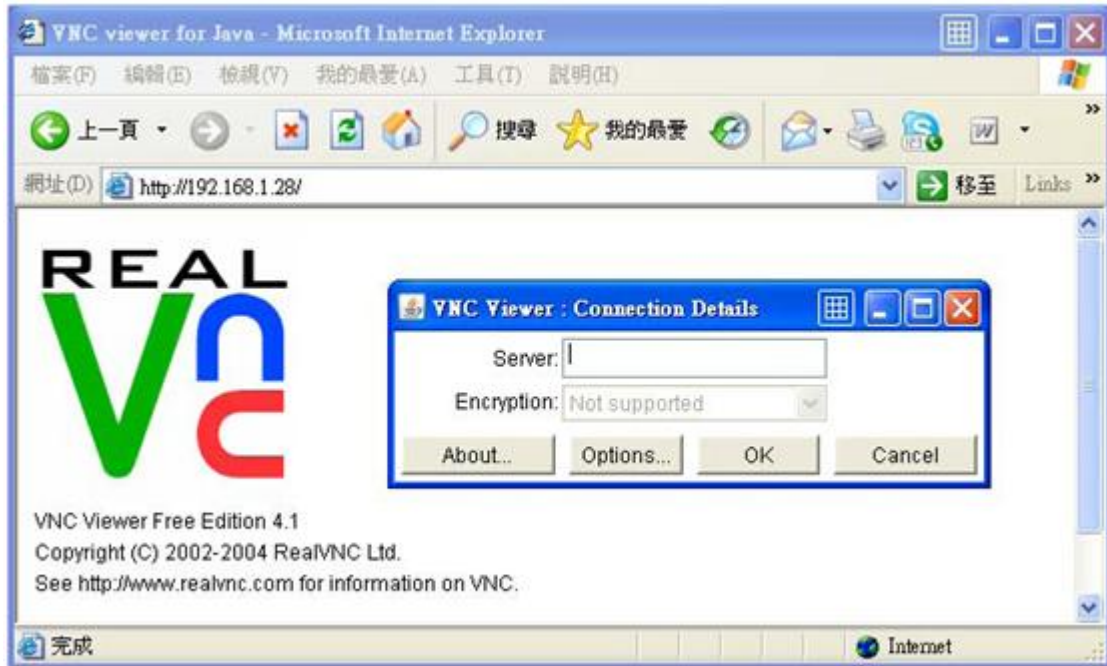 VNC viewer for Java - Microsoft Internet Explorer
檔案(F) 編輯(E) 檢視(V) 我的最愛(A) 工具(T) 說明(H)
上一頁 搜尋 我的最愛
網址(D) http://192.168.1.28/ 移至 Links
REAL
vnc
VNC Viewer : Connection Details
Server:
Encryption: Not supported
About... Options... OK Cancel
VNC Viewer Free Edition 4.1
Copyright (C) 2002-2004 RealVNC Ltd.
See http://www.realvnc.com for information on VNC.
完成 Internet